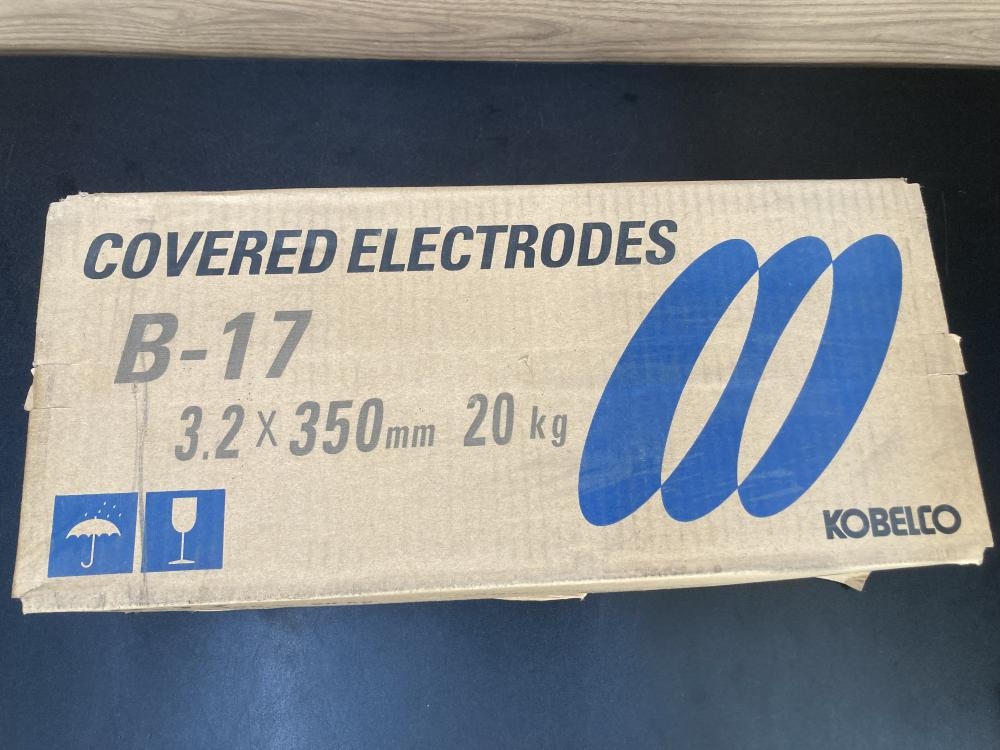 COVERED ELECTRODES
B-17
3.2 X 350mm 20 kg
KOBELCO